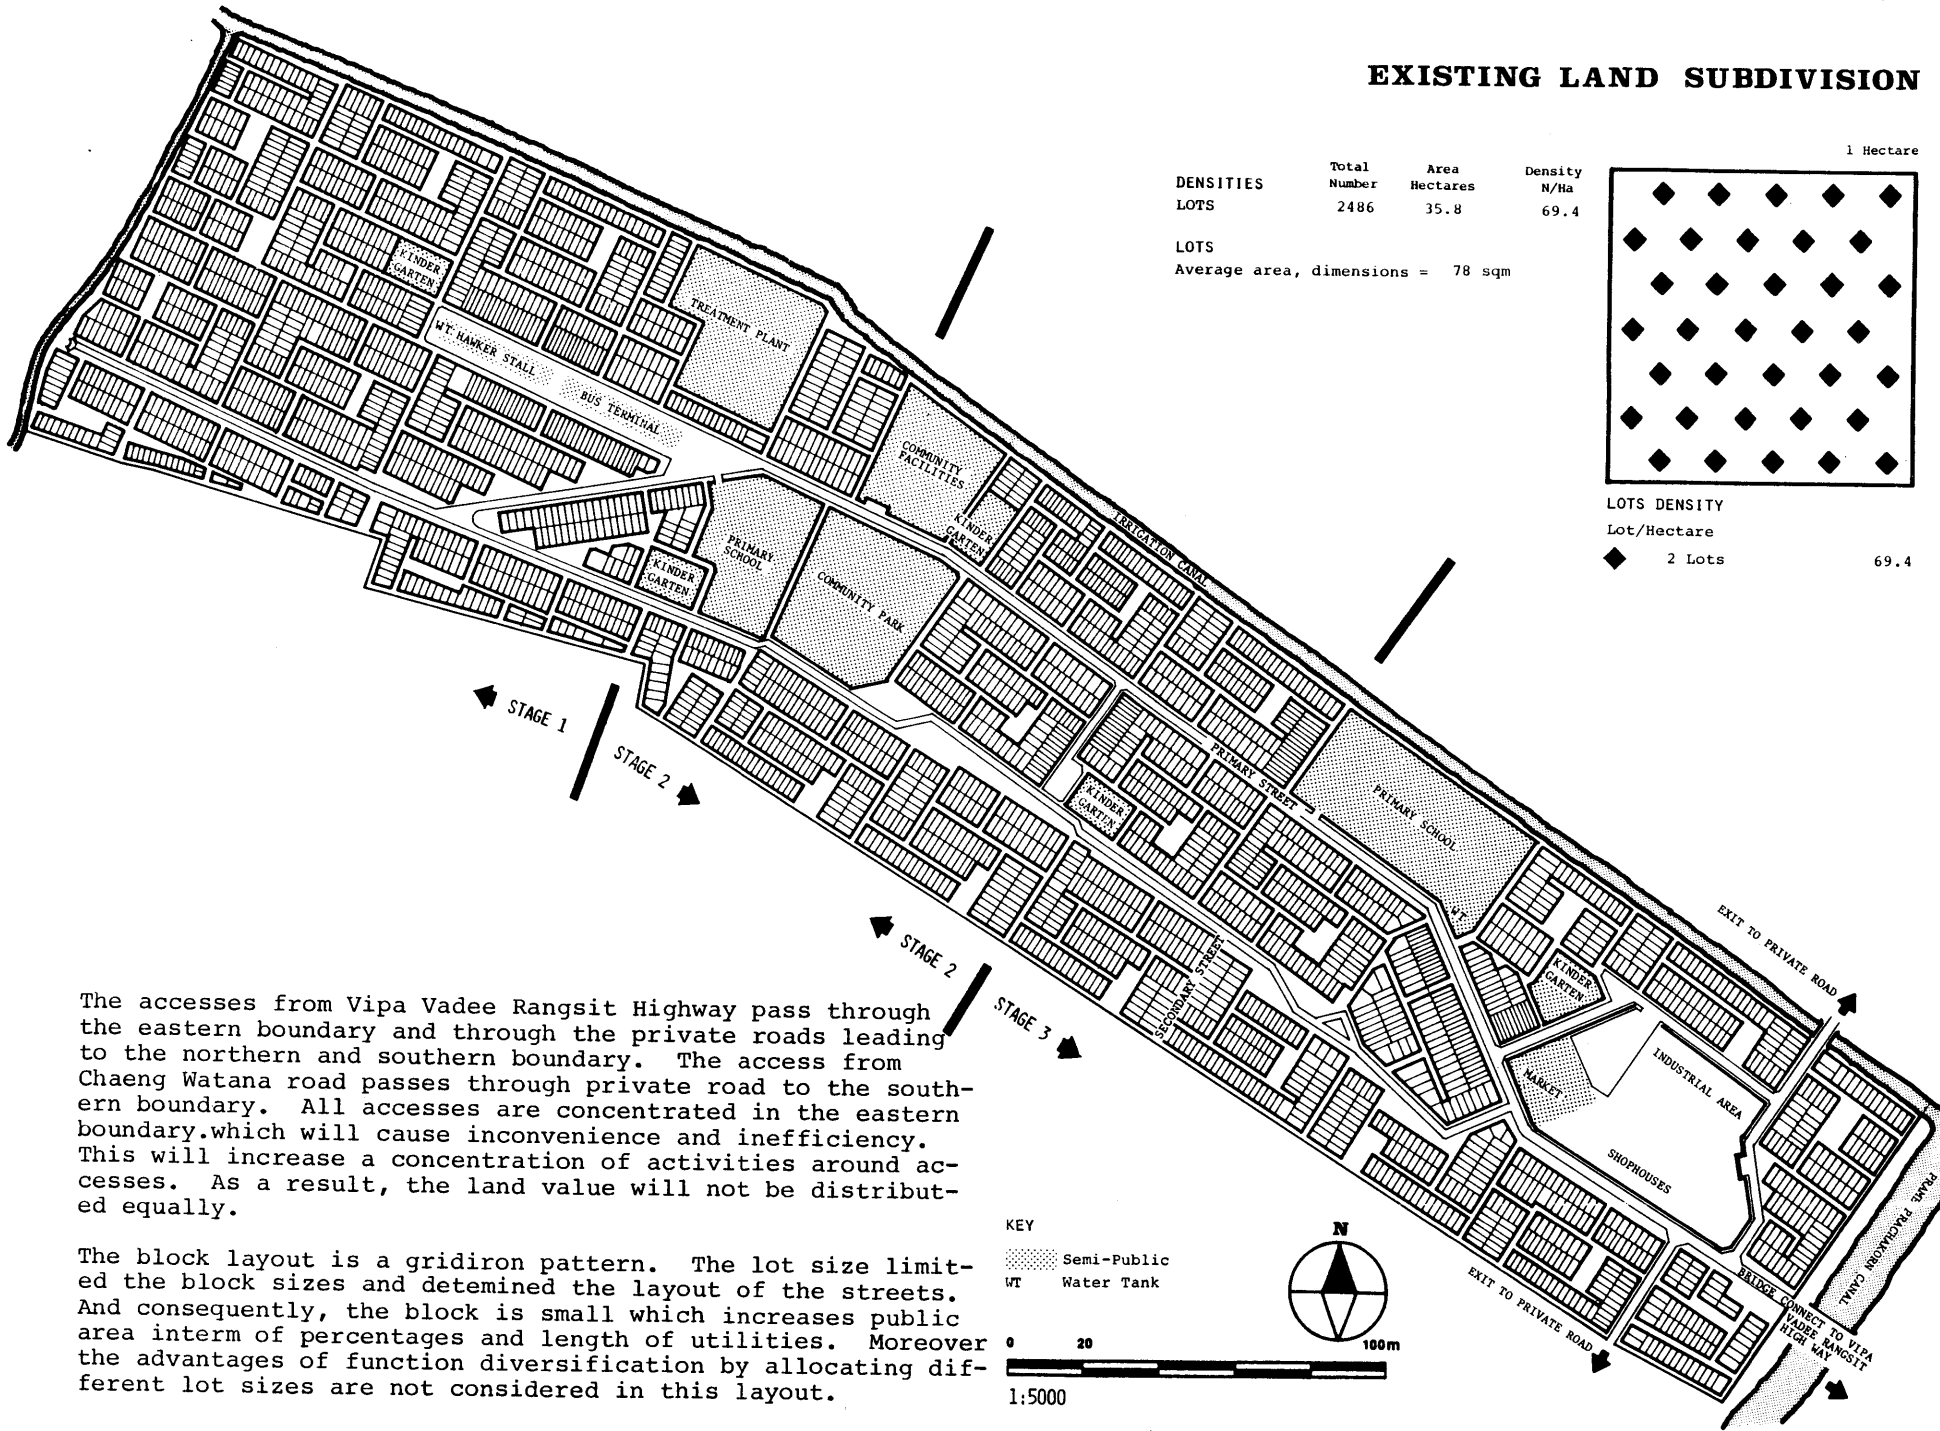 EXISTING LAND SUBDIVISION
1 Hectare
Total Area Density
DENSITIES Number Hectares N/Ha
LOTS 2486 35.8 69.4
LOTS
Average area, dimensions = 78 sqm
LOTS DENSITY
Lot/Hectare
2 Lots 69.4
KINDER
GARTEN
TREATMENT PLANT
WT. HAWKER STALL
BUS TERMINAL
COMMUNITY
FACILITIES
KINDER
GARTEN
IRRIGATION CANAL
PRIMARY
SCHOOL
KINDER
GARTEN
COMMUNITY PARK
STAGE 1
STAGE 2
PRIMARY STREET
KINDER
GARTEN
PRIMARY SCHOOL
WT
STAGE 2
STAGE 3
SECONDARY STREET
KINDER
GARTEN
EXIT TO PRIVATE ROAD
MARKET
INDUSTRIAL AREA
SHOPHOUSES
PRAME PRACHAKORN CANAL
EXIT TO PRIVATE ROAD
BRIDGE CONNECT TO VIPA
VADEE RANGSIT
HIGH WAY
The accesses from Vipa Vadee Rangsit Highway pass through
the eastern boundary and through the private roads leading
to the northern and southern boundary. The access from
Chaeng Watana road passes through private road to the south-
ern boundary. All accesses are concentrated in the eastern
boundary.which will cause inconvenience and inefficiency.
This will increase a concentration of activities around ac-
cesses. As a result, the land value will not be distribut-
ed equally.
The block layout is a gridiron pattern. The lot size limit-
ed the block sizes and detemined the layout of the streets.
And consequently, the block is small which increases public
area interm of percentages and length of utilities. Moreover
the advantages of function diversification by allocating dif-
ferent lot sizes are not considered in this layout.
KEY
Semi-Public
WT Water Tank
N
0 20 100m
1:5000